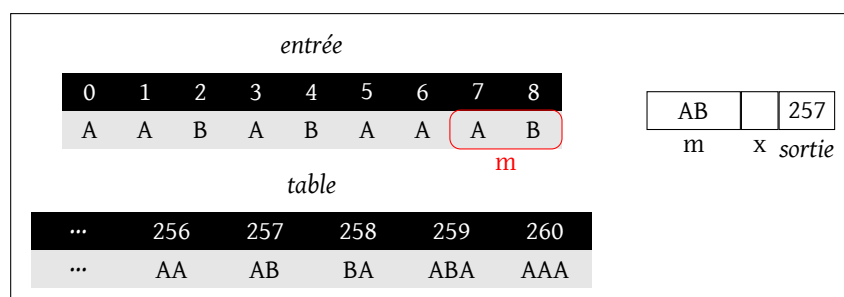 entrée
0 1 2 3 4 5 6 7 8
A A B A B A A A B
m
AB 257
m x sortie
table
... 256 257 258 259 260
... AA AB BA ABA AAA